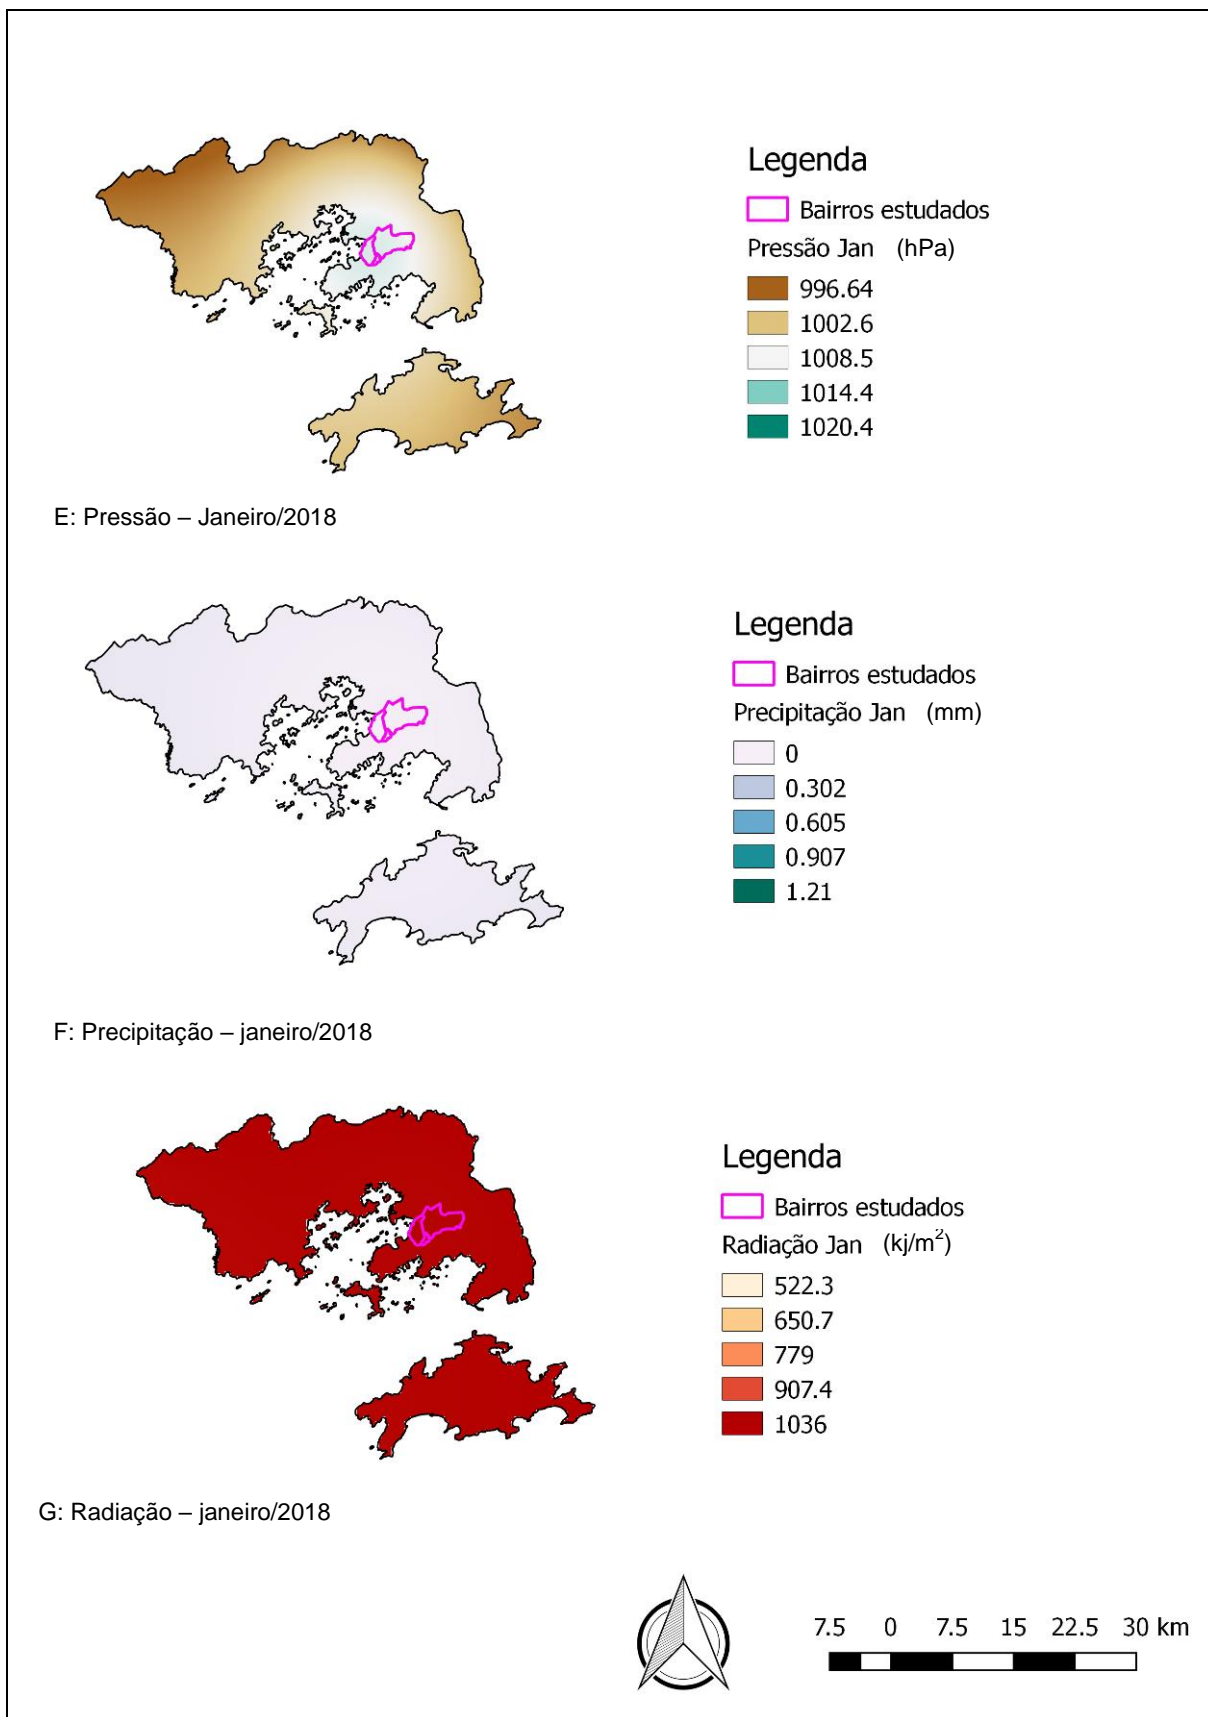 Legenda
Bairros estudados
Pressão Jan (hPa)
996.64
1002.6
1008.5
1014.4
1020.4
E: Pressão – Janeiro/2018
Legenda
Bairros estudados
Precipitação Jan (mm)
0
0.302
0.605
0.907
1.21
F: Precipitação – janeiro/2018
Legenda
Bairros estudados
Radiação Jan (kj/m²)
522.3
650.7
779
907.4
1036
G: Radiação – janeiro/2018
7.5 0 7.5 15 22.5 30 km